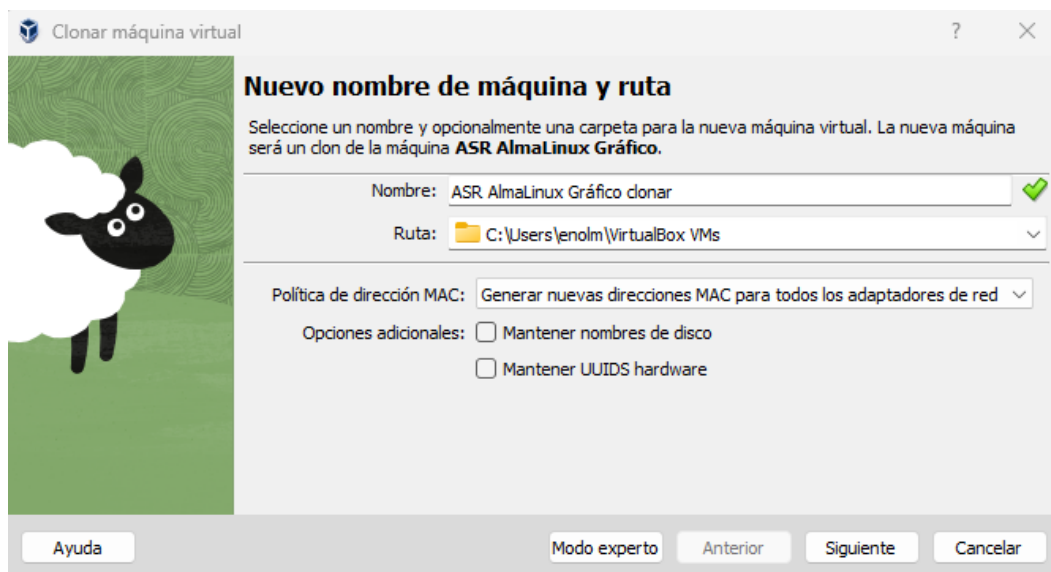 Clonar máquina virtual
Nuevo nombre de máquina y ruta
Seleccione un nombre y opcionalmente una carpeta para la nueva máquina virtual. La nueva máquina
será un clon de la máquina ASR AlmaLinux Gráfico.
Nombre: ASR AlmaLinux Gráfico clonar
Ruta: C:\Users\enolm\VirtualBox VMs
Política de dirección MAC: Generar nuevas direcciones MAC para todos los adaptadores de red
Opciones adicionales: Mantener nombres de disco
Mantener UUIDS hardware
Ayuda Modo experto Anterior Siguiente Cancelar